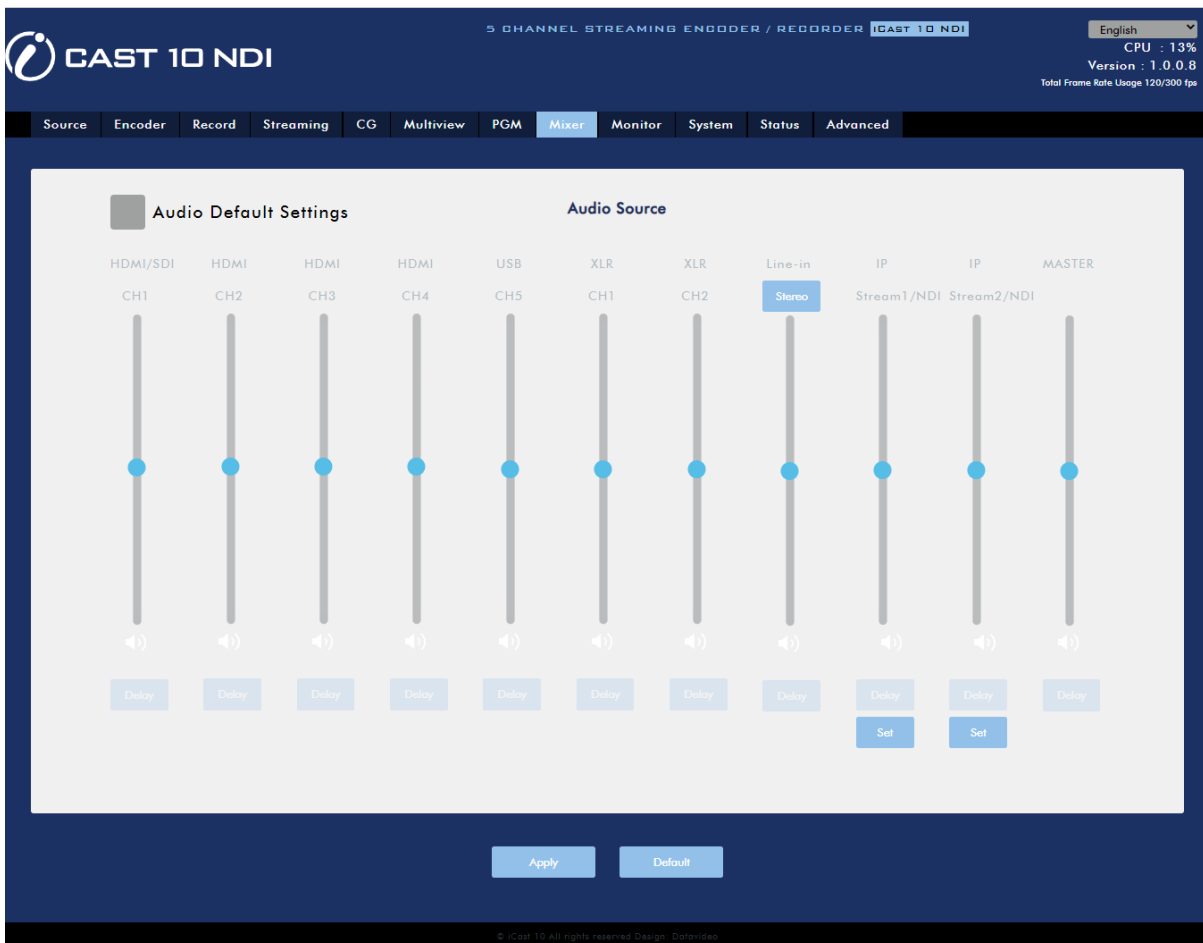 5 CHANNEL STREAMING ENCODER / RECORDER iCAST 10 NDI
English
CAST 10 NDI
CPU : 13%
Version : 1.0.0.8
Total Frame Rate Usage 120/300 fps
Source Encoder Record Streaming CG Multiview PGM Mixer Monitor System Status Advanced
Audio Default Settings
Audio Source
HDMI/SDI HDMI HDMI HDMI USB XLR XLR Line-in IP IP MASTER
CH1 CH2 CH3 CH4 CH5 CH1 CH2 Stereo Stream1/NDI Stream2/NDI
Delay Delay Delay Delay Delay Delay Delay Delay Delay Delay Delay
Set Set
Apply Default
© iCast 10 All rights reserved Design: Datavideo